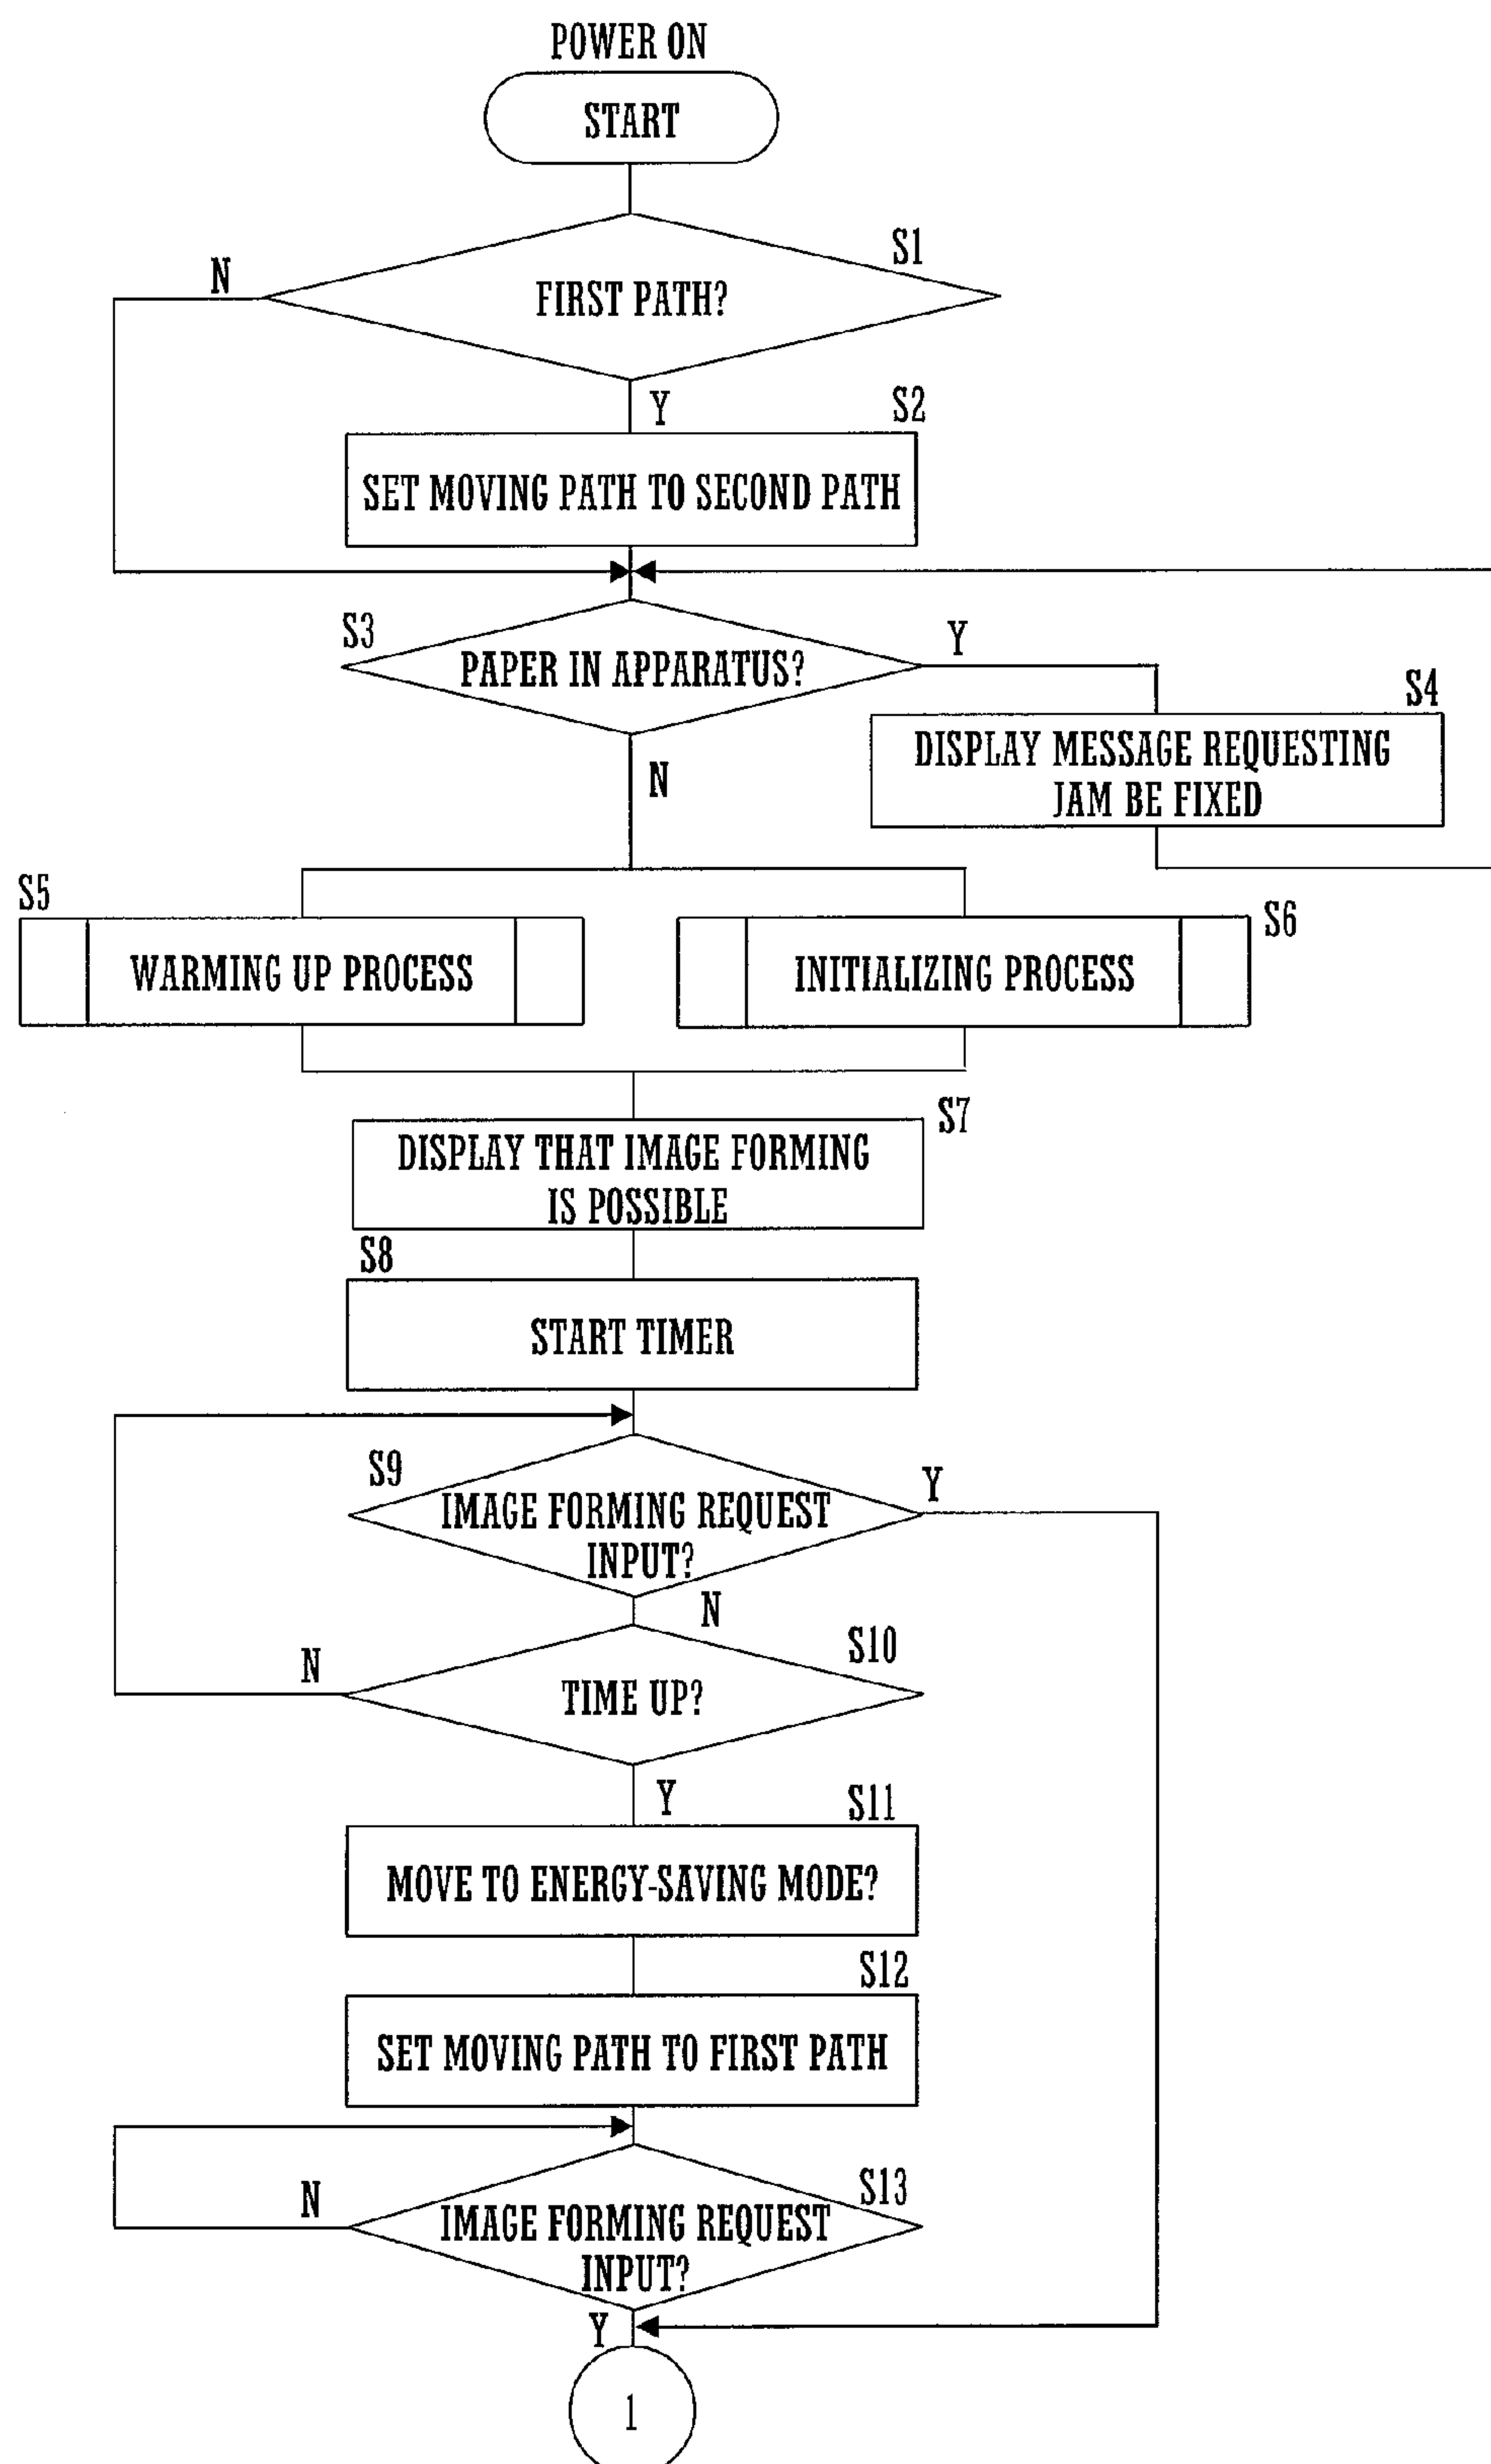 POWER ON
START
S1
N
FIRST PATH?
Y
S2
SET MOVING PATH TO SECOND PATH
S3
PAPER IN APPARATUS?
Y
S4
DISPLAY MESSAGE REQUESTING
JAM BE FIXED
N
S5
WARMING UP PROCESS
S6
INITIALIZING PROCESS
S7
DISPLAY THAT IMAGE FORMING
IS POSSIBLE
S8
START TIMER
S9
IMAGE FORMING REQUEST
INPUT?
Y
N
S10
N
TIME UP?
Y
S11
MOVE TO ENERGY-SAVING MODE?
S12
SET MOVING PATH TO FIRST PATH
S13
N
IMAGE FORMING REQUEST
INPUT?
Y
1